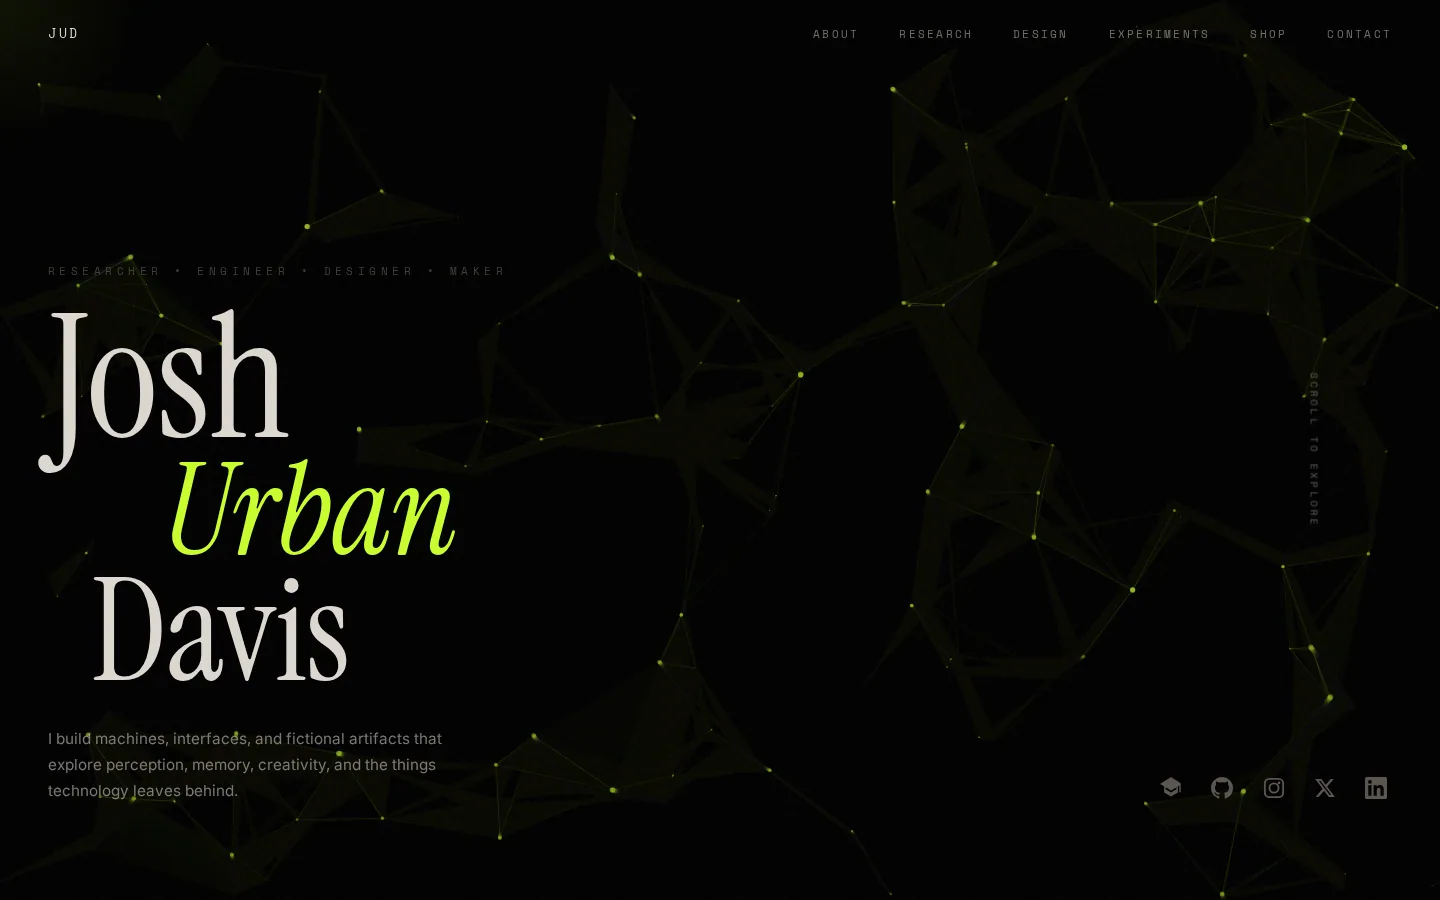 JUD
ABOUT RESEARCH DESIGN EXPERIMENTS SHOP CONTACT
RESEARCHER • ENGINEER • DESIGNER • MAKER
Josh
Urban
Davis
I build machines, interfaces, and fictional artifacts that
explore perception, memory, creativity, and the things
technology leaves behind.
SCROLL TO EXPLORE